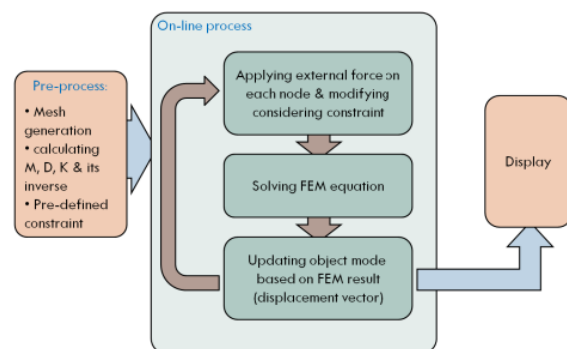 On-line process
Pre-process:
• Mesh
generation
• calculating
M, D, K & its
inverse
• Pre-defined
constraint
Applying external force on
each node & modifying
considering constraint
Solving FEM equation
Updating object mode
based on FEM result
(displacement vector)
Display